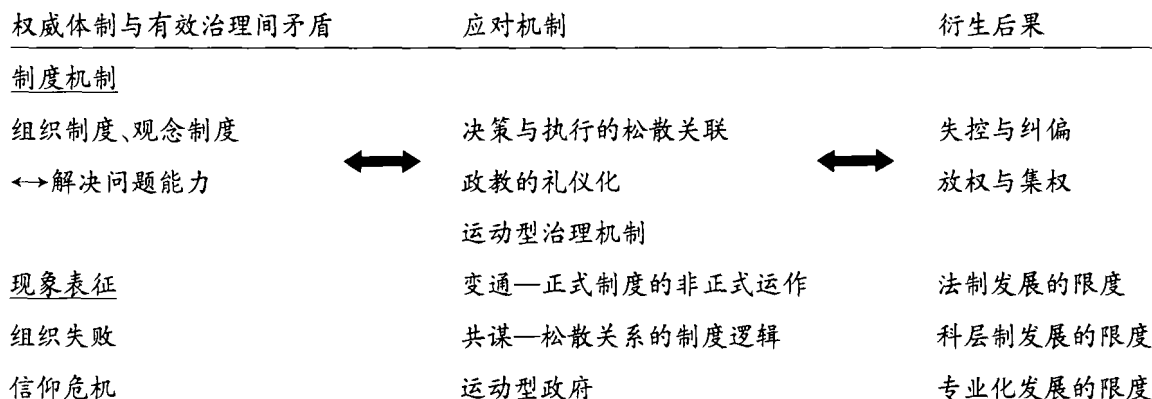 权威体制与有效治理间矛盾 应对机制 衍生后果
制度机制
组织制度、观念制度 决策与执行的松散关联 失控与纠偏
↔解决问题能力 政教的礼仪化 放权与集权
运动型治理机制
现象表征 变通—正式制度的非正式运作 法制发展的限度
组织失败 共谋—松散关系的制度逻辑 科层制发展的限度
信仰危机 运动型政府 专业化发展的限度